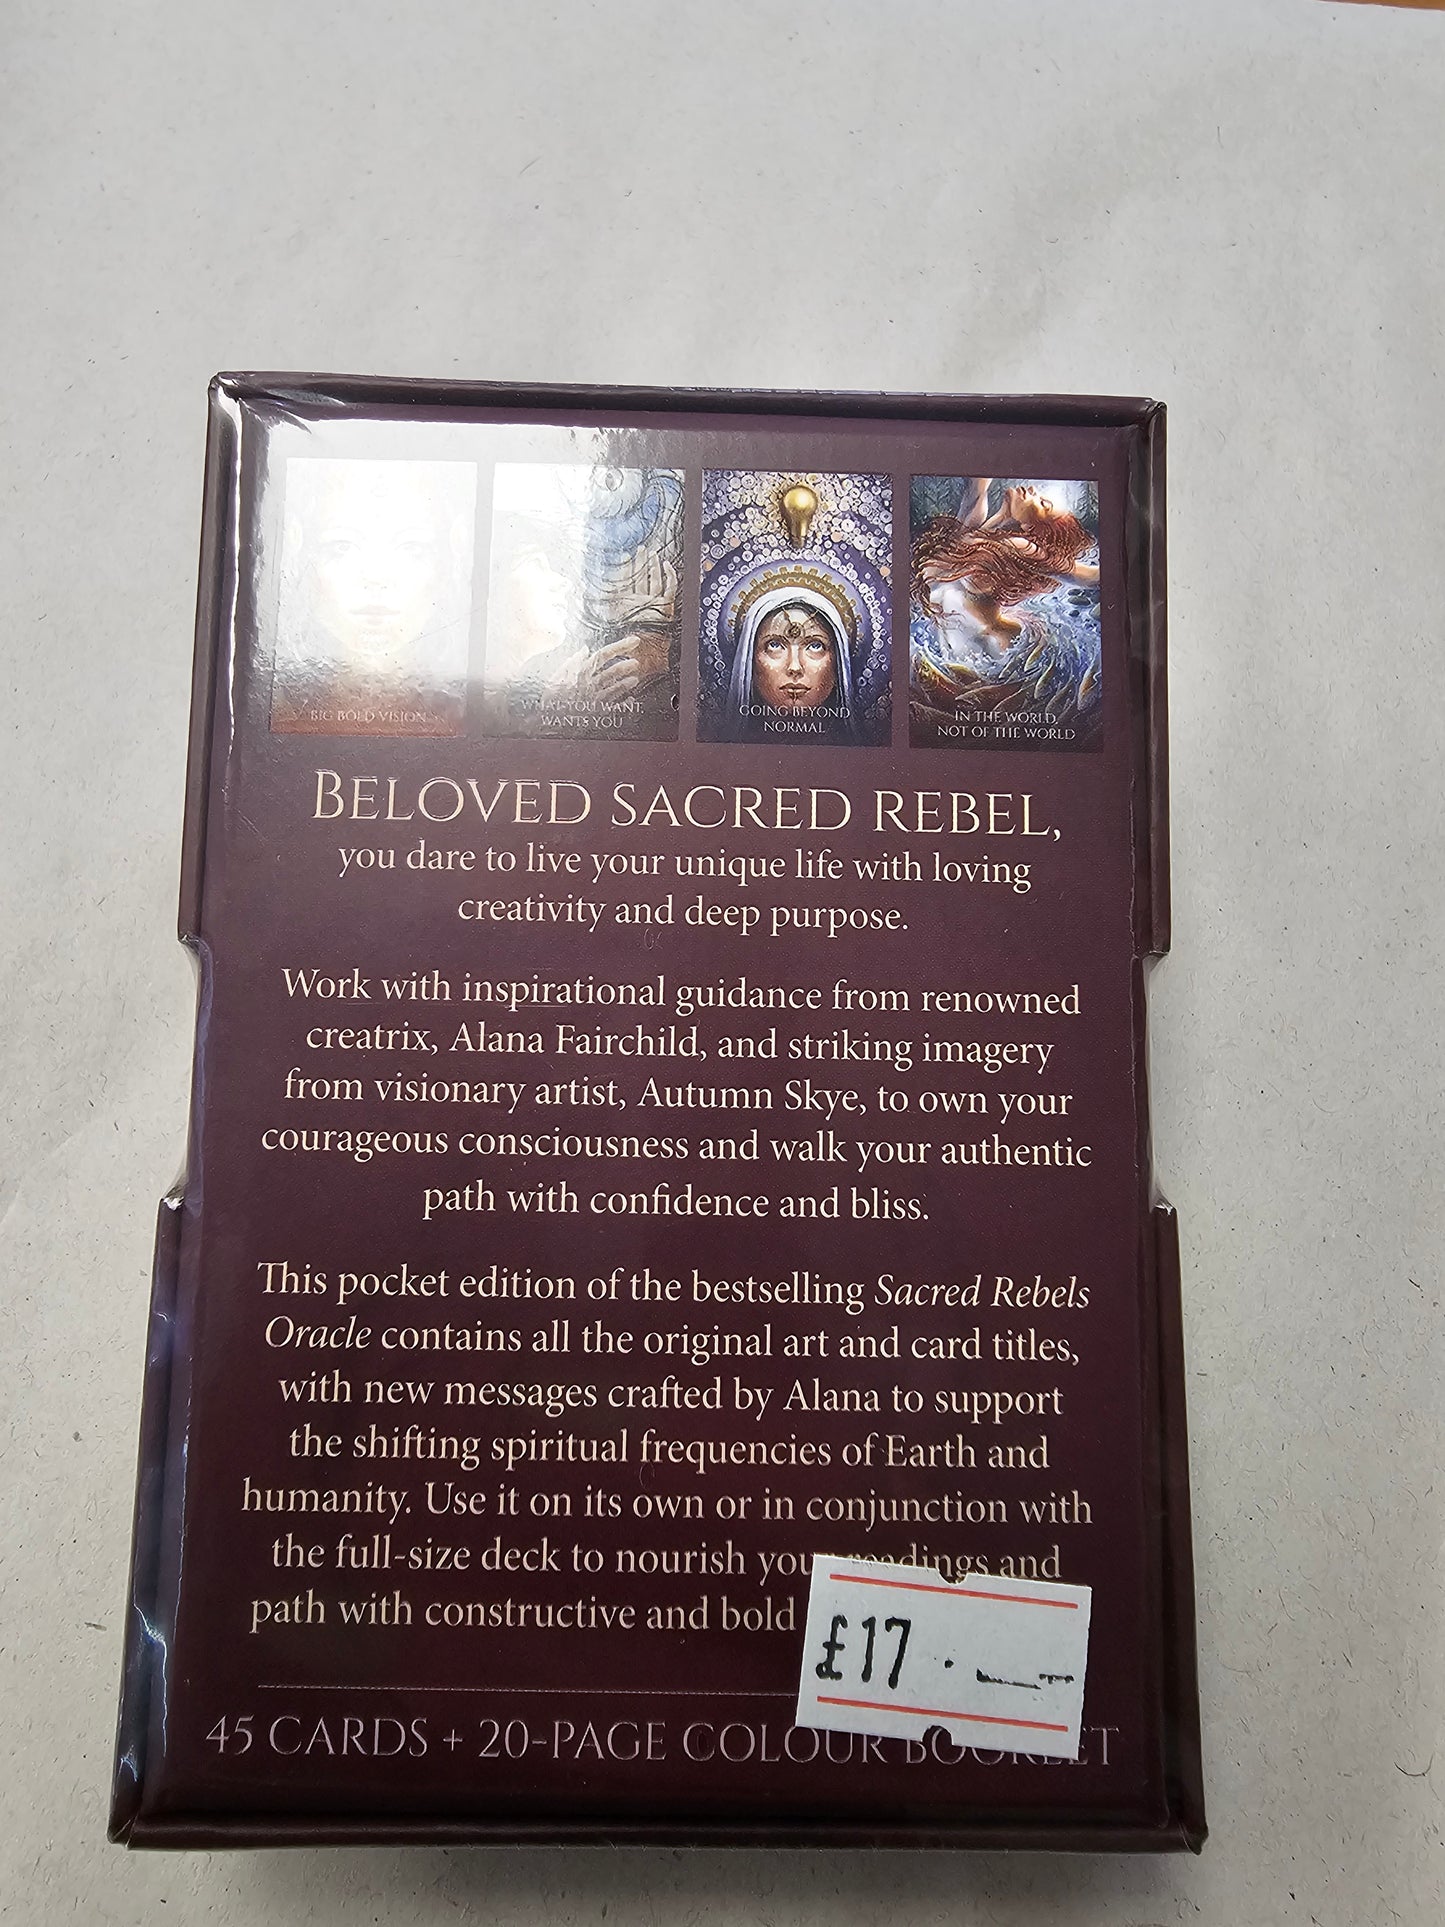 BIG BOLD VISION
WHAT YOU WANT,
WANTS YOU
GOING BEYOND
NORMAL
IN THE WORLD,
NOT OF THE WORLD
BELOVED SACRED REBEL,
you dare to live your unique life with loving
creativity and deep purpose.
Work with inspirational guidance from renowned
creatrix, Alana Fairchild, and striking imagery
from visionary artist, Autumn Skye, to own your
courageous consciousness and walk your authentic
path with confidence and bliss.
This pocket edition of the bestselling Sacred Rebels
Oracle contains all the original art and card titles,
with new messages crafted by Alana to support
the shifting spiritual frequencies of Earth and
humanity. Use it on its own or in conjunction with
the full-size deck to nourish your readings and
path with constructive and bold
£17.
45 CARDS + 20-PAGE COLOUR BOOKLET